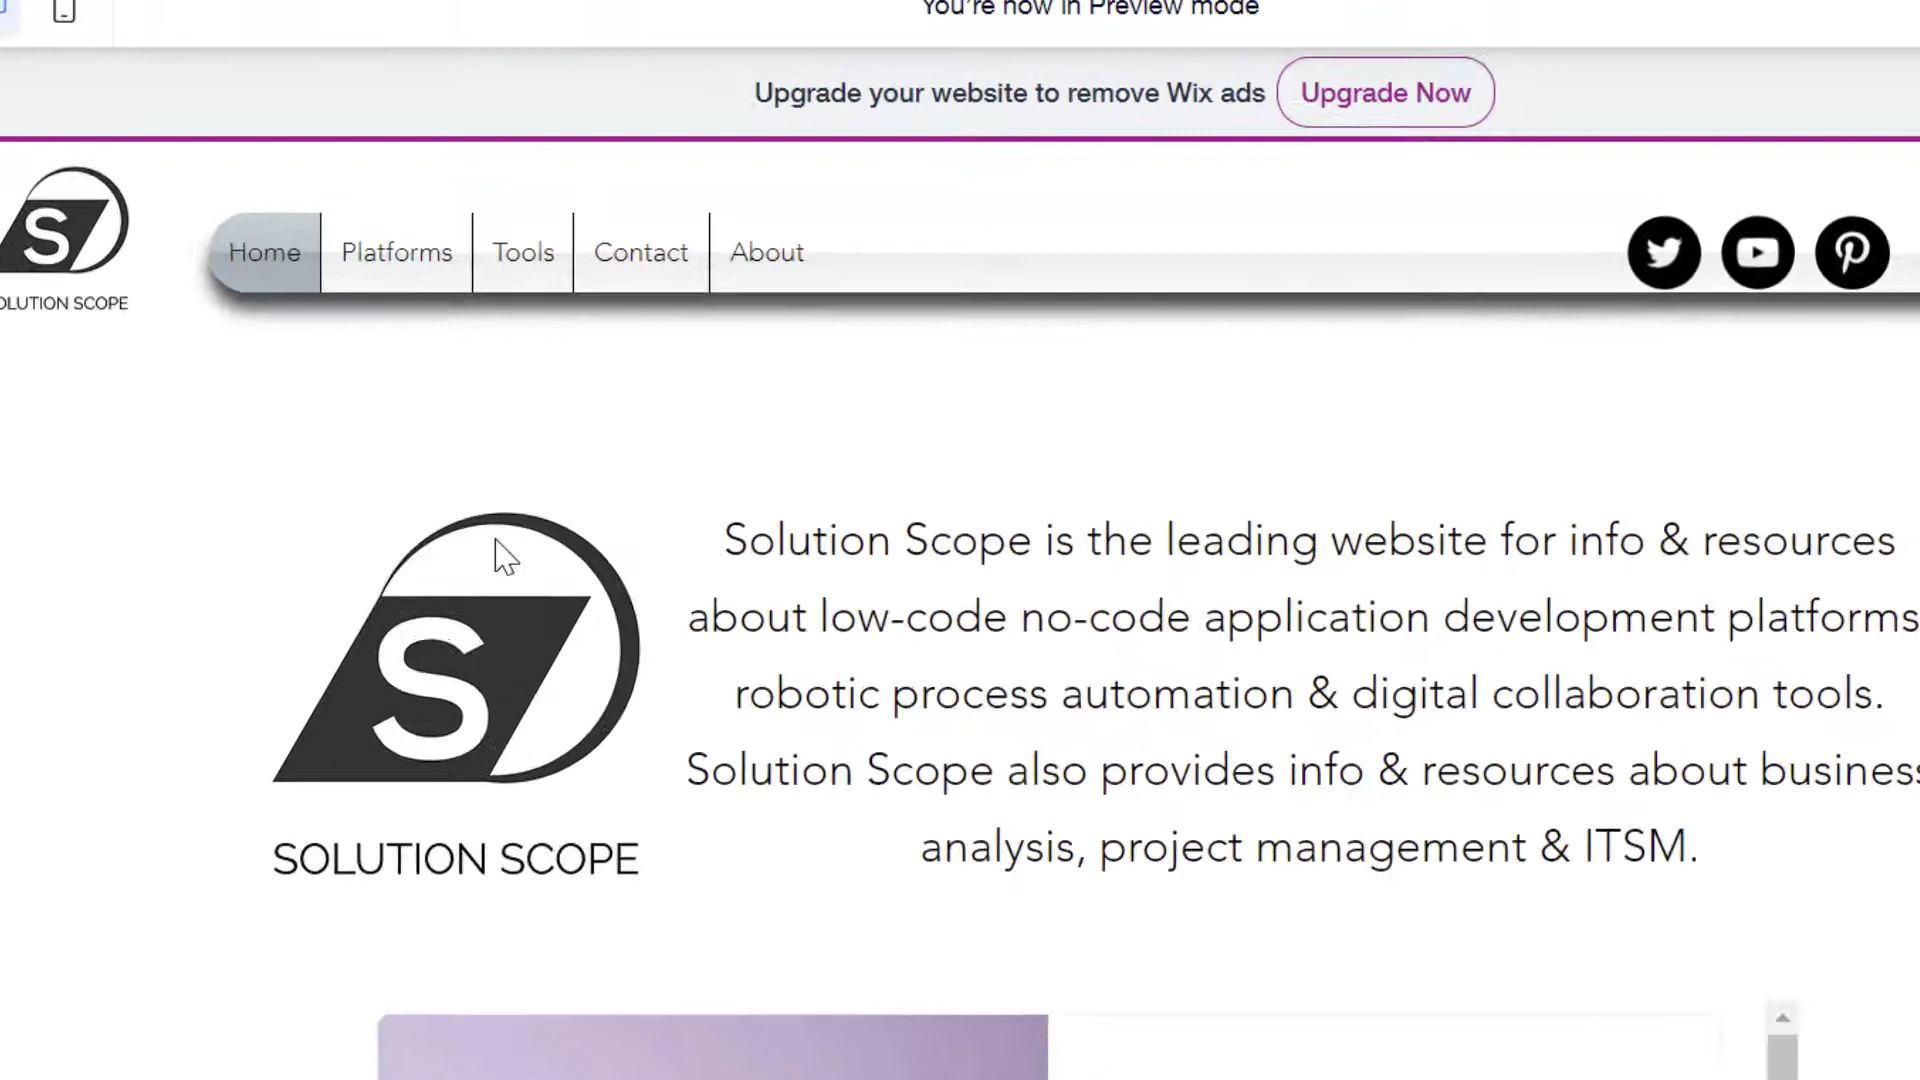 You're now in Preview mode
Upgrade your website to remove Wix ads Upgrade Now
S
OLUTION SCOPE
Home Platforms Tools Contact About
Solution Scope is the leading website for info & resources
about low-code no-code application development platforms
robotic process automation & digital collaboration tools.
Solution Scope also provides info & resources about business
analysis, project management & ITSM.
S
SOLUTION SCOPE